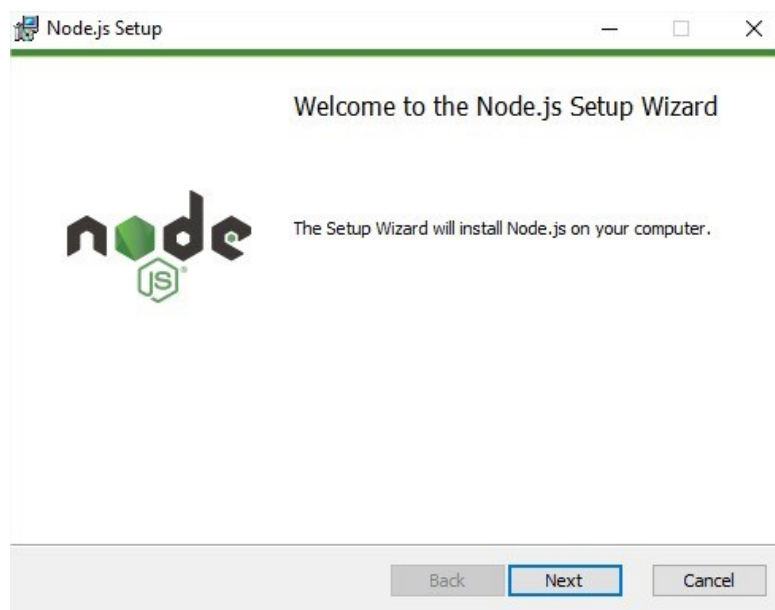 Node.js Setup
Welcome to the Node.js Setup Wizard
node
JS®
The Setup Wizard will install Node.js on your computer.
Back Next Cancel